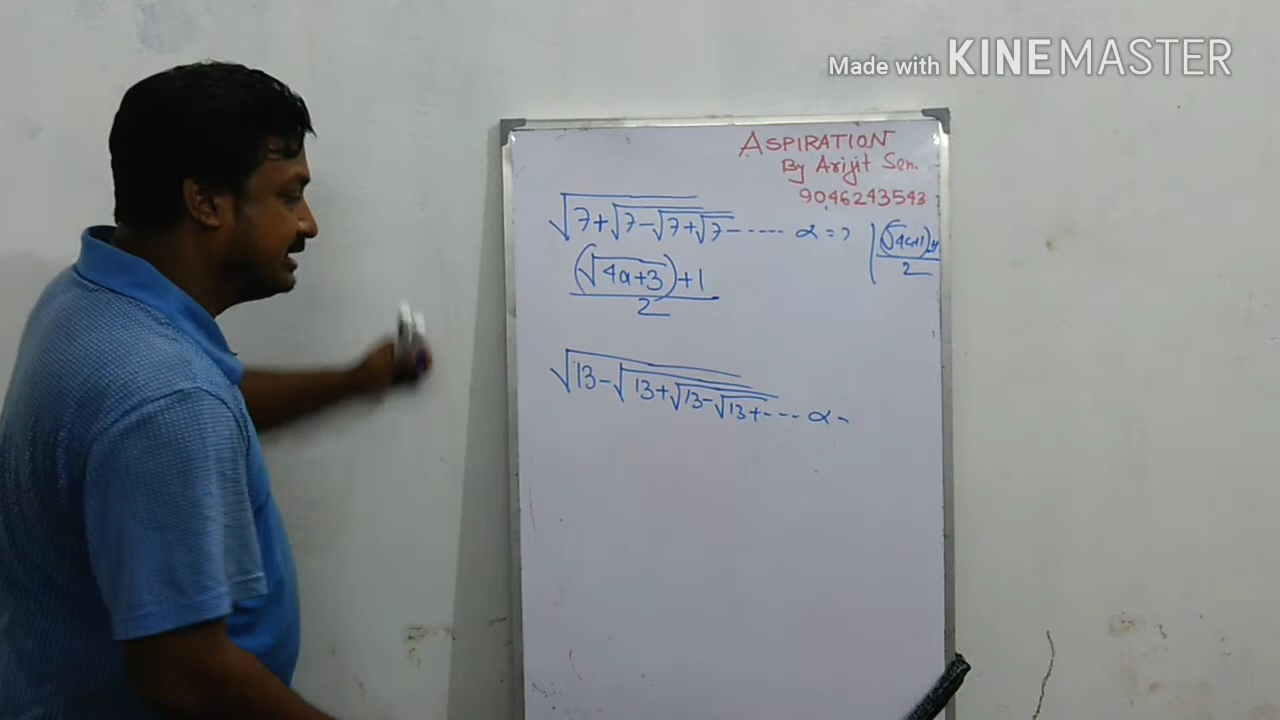 Made with KINEMASTER
ASPIRATION
By Arijit Sen.
9046243543
√7+√7-√7+√7------ α = ?
(√4a+3)+1
2
2
√13-√13+√13-√13+---- α -